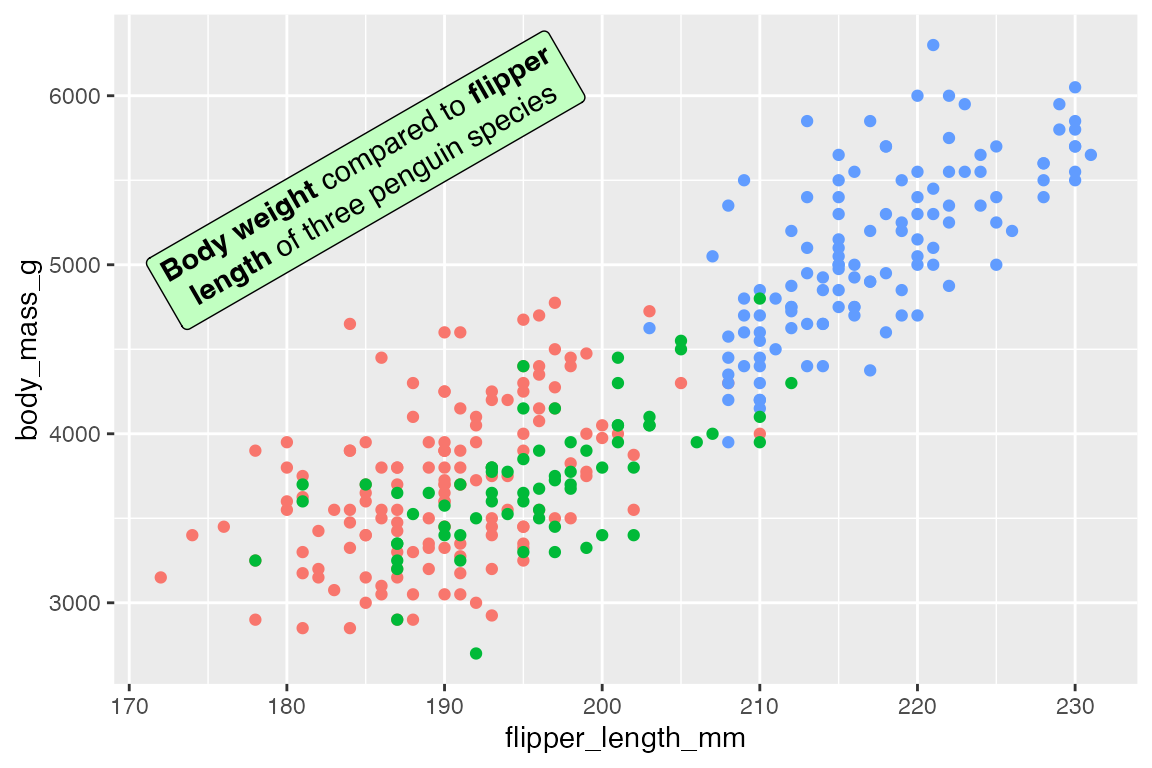 Body weight compared to flipper
length of three penguin species
body_mass_g
6000
5000
4000
3000
170 180 190 200 210 220 230
flipper_length_mm